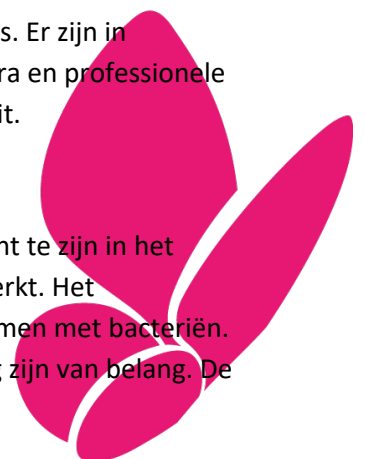 s. Er zijn in
ra en professionele
it.
nt te zijn in het
erkt. Het
men met bacteriën.
g zijn van belang. De